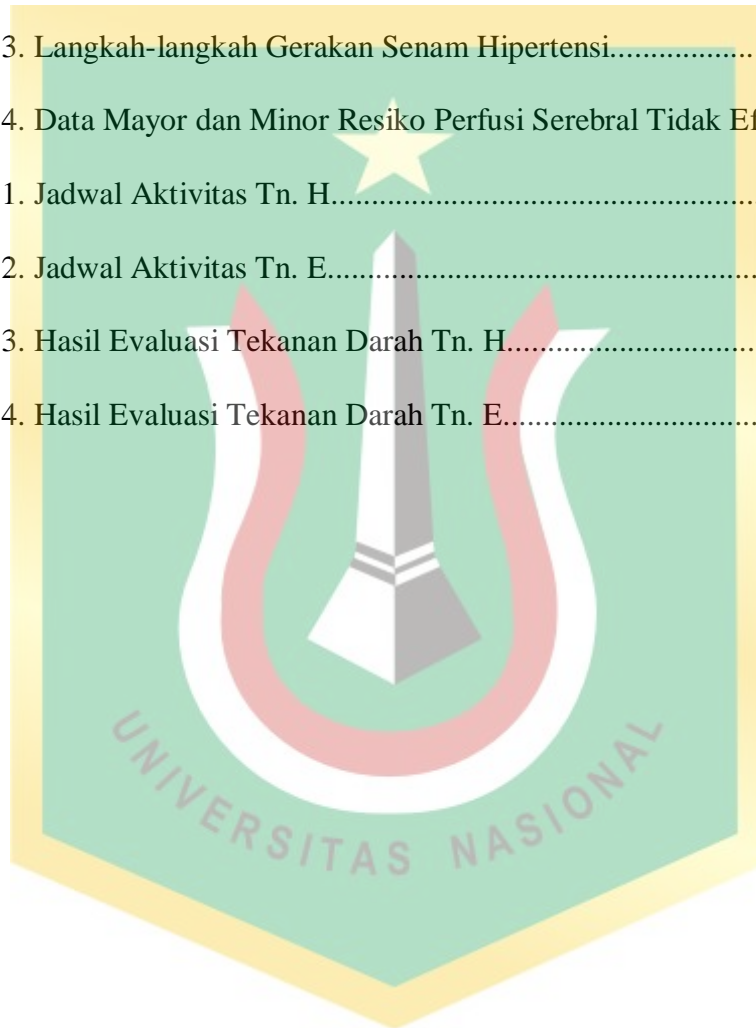 3. Langkah-langkah Gerakan Senam Hipertensi..................
4. Data Mayor dan Minor Resiko Perfusi Serebral Tidak
1. Jadwal Aktivitas Tn. H....................................................
2. Jadwal Aktivitas Tn. E.....................................................
3. Hasil Evaluasi Tekanan Darah Tn. H...............................
4. Hasil Evaluasi Tekanan Darah Tn. E...............................
UNIVERSITAS NASIONAL